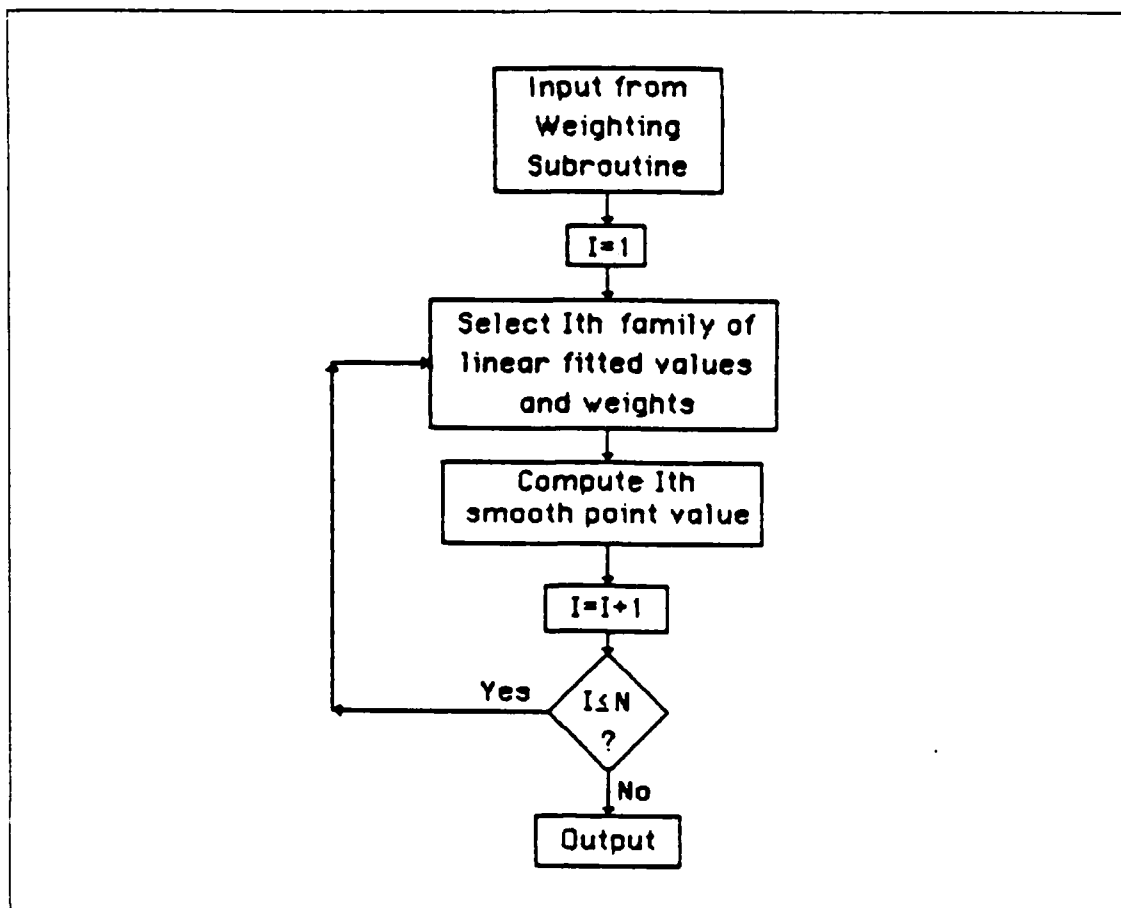 Input from
Weighting
Subroutine
I=1
Select Ith family of
linear fitted values
and weights
Compute Ith
smooth point value
I=I+1
Yes
I≤N
?
No
Output